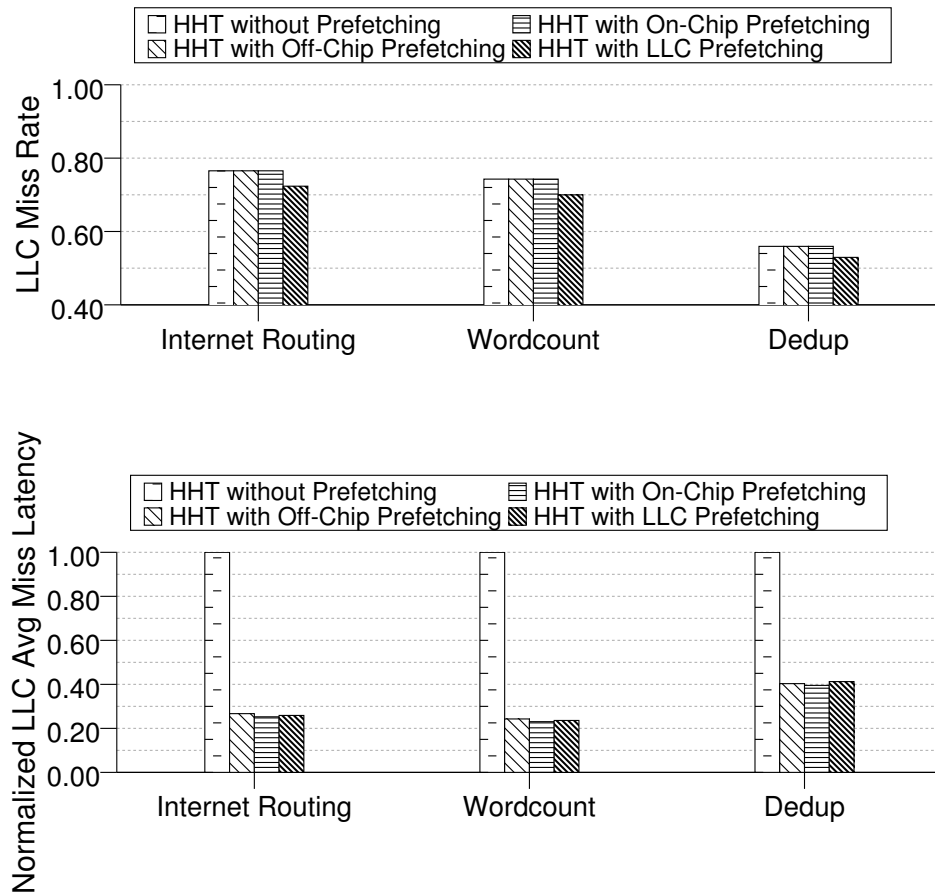 HHT without Prefetching HHT with On-Chip Prefetching
HHT with Off-Chip Prefetching HHT with LLC Prefetching
LLC Miss Rate
1.00
0.80
0.60
0.40
Internet Routing Wordcount Dedup
HHT without Prefetching HHT with On-Chip Prefetching
HHT with Off-Chip Prefetching HHT with LLC Prefetching
Normalized LLC Avg Miss Latency
1.00
0.80
0.60
0.40
0.20
0.00
Internet Routing Wordcount Dedup